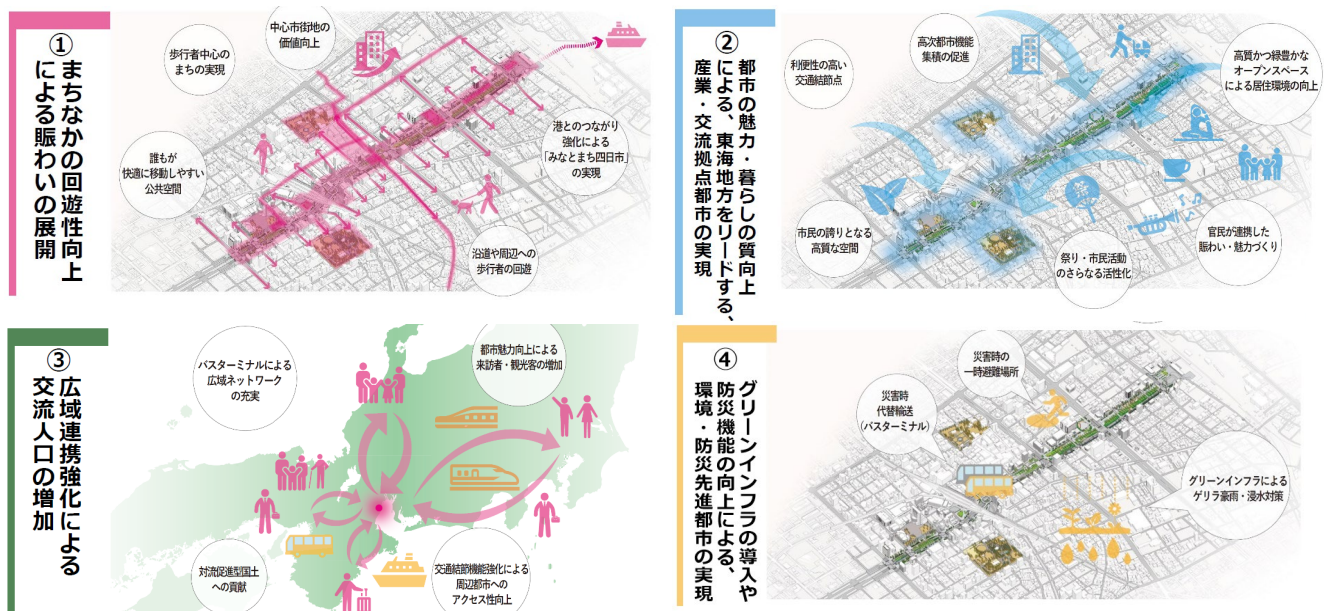 ①
まちなかの回遊性向上
による賑わいの展開
中心市街地の
価値向上
歩行者中心の
まちの実現
誰もが
快適に移動しやすい
公共空間
港とのつながり
強化による
「みなとまち四日市」
の実現
沿道や周辺への
歩行者の回遊
②
都市の魅力・暮らしの質向上
による、東海地方をリードする、
産業・交流拠点都市の実現
利便性の高い
交通結節点
高次都市機能
集積の促進
高質かつ緑豊かな
オープンスペース
による居住環境の向上
市民の誇りとなる
高質な空間
祭り・市民活動
のさらなる活性化
官民が連携した
賑わい・魅力づくり
③
広域連携強化による
交流人口の増加
バスターミナルによる
広域ネットワーク
の充実
都市魅力向上による
来訪者・観光客の増加
対流促進型国土
への貢献
交通結節機能強化による
周辺都市への
アクセス性向上
④
グリーンインフラの導入や
防災機能の向上による、
環境・防災先進都市の実現
災害時の
一時避難場所
災害時
代替輸送
(バスターミナル)
グリーンインフラによる
ゲリラ豪雨・浸水対策